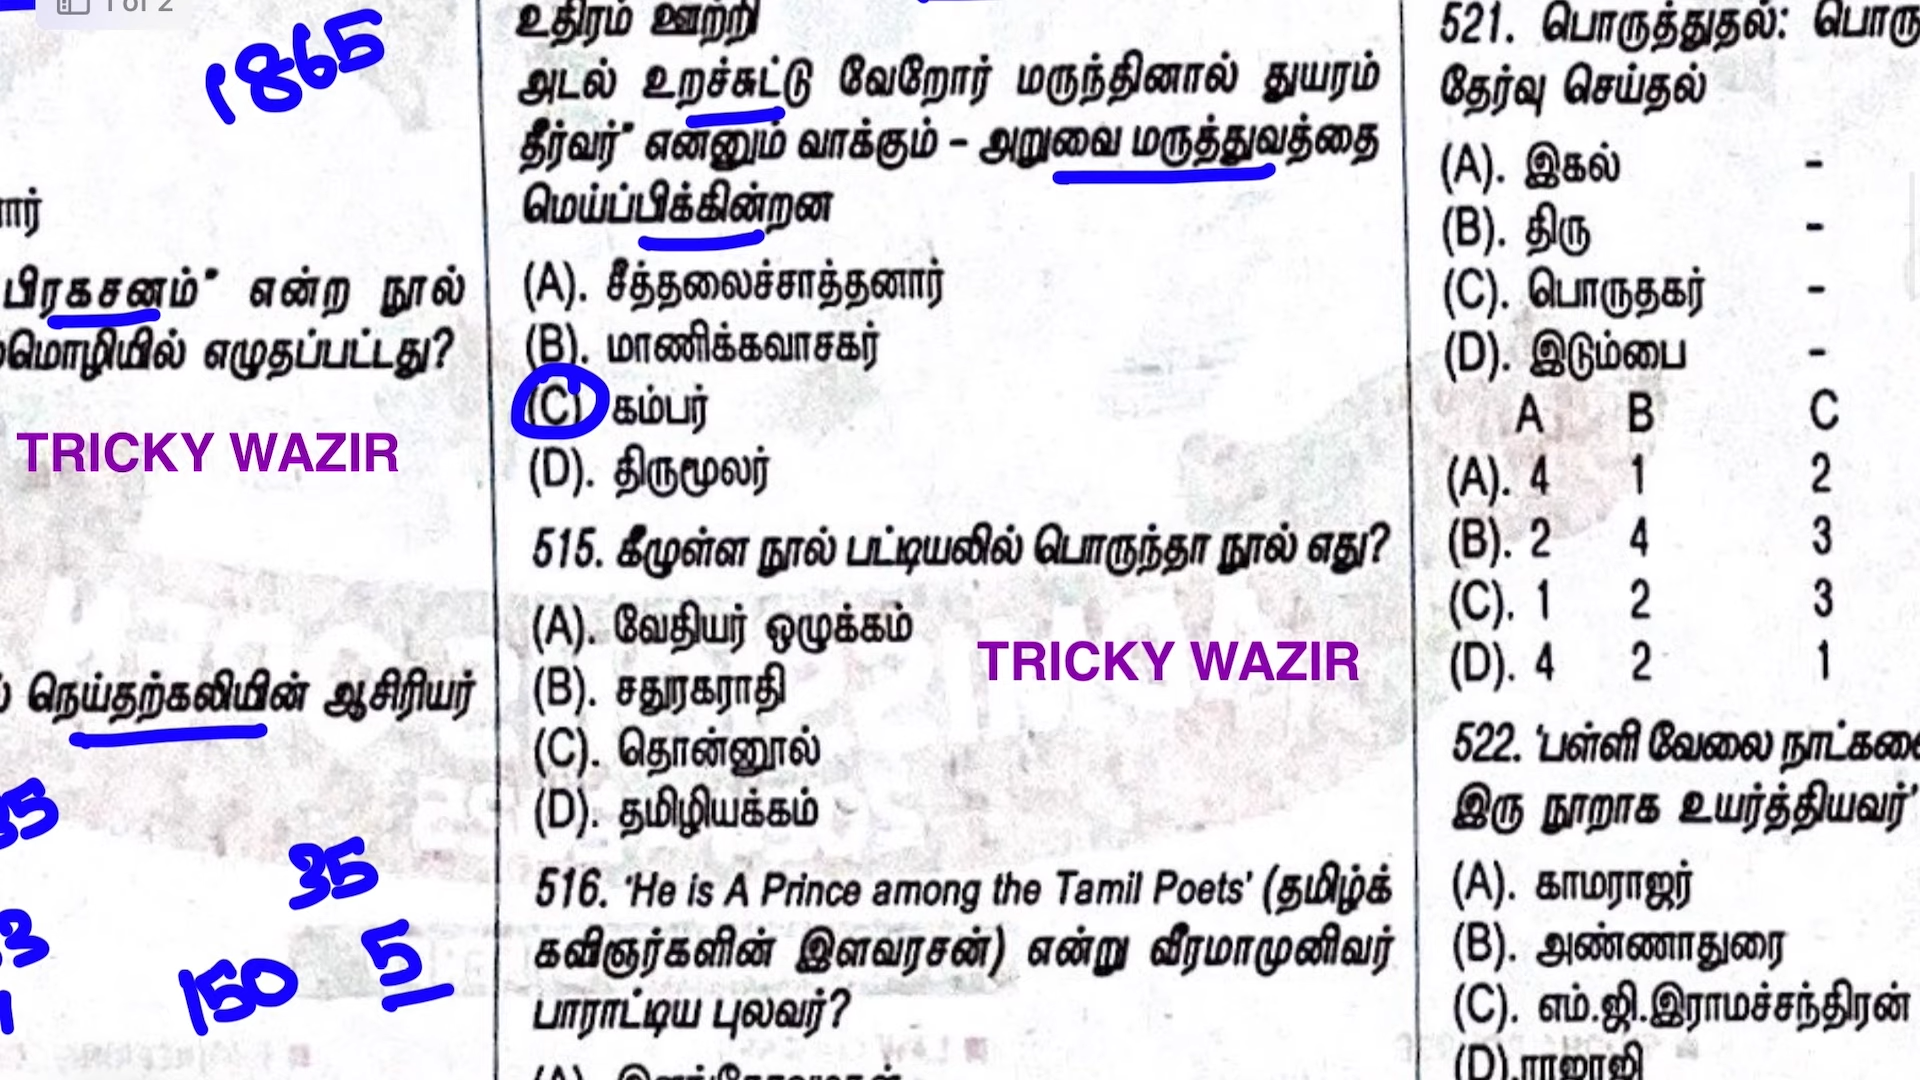 1 of 2
1865
பிரகசனம்" என்ற நூல்
எழுதப்பட்டது?
TRICKY WAZIR
நெய்தற்கலியின் ஆசிரியர்
35
150 5
உதிரம் ஊற்றி
அடல் உறச்சுட்டு வேறோர் மருந்தினால் துயரம்
தீர்வர்" என்னும் வாக்கும் – அறுவை மருத்துவத்தை
மெய்ப்பிக்கின்றன
(A). சீத்தலைச்சாத்தனார்
(B). மாணிக்கவாசகர்
(C) கம்பர்
(D). திருமூலர்
515. கீழுள்ள நூல் பட்டியலில் பொருந்தா நூல் எது?
(A). வேதியர் ஒழுக்கம்
(B). சதுரகராதி
(C). தொன்னூல்
(D). தமிழியக்கம்
TRICKY WAZIR
516. 'He is A Prince among the Tamil Poets' (தமிழ்க்
கவிஞர்களின் இளவரசன்) என்று வீரமாமுனிவர்
பாராட்டிய புலவர்?
521. பொருத்துதல்:
தேர்வு செய்தல்
(A). இகல் -
(B). திரு -
(C). பொருதகர் -
(D). இடும்பை -
A B C
(A). 4 1 2
(B). 2 4 3
(C). 1 2 3
(D). 4 2 1
522. 'பள்ளி வேலை
இரு நூறாக உயர்த்தியவர்'
(A). காமராஜர்
(B). அண்ணாதுரை
(C). எம்.ஜி.இராமச்சந்திரன்
(D).ராஜாஜி